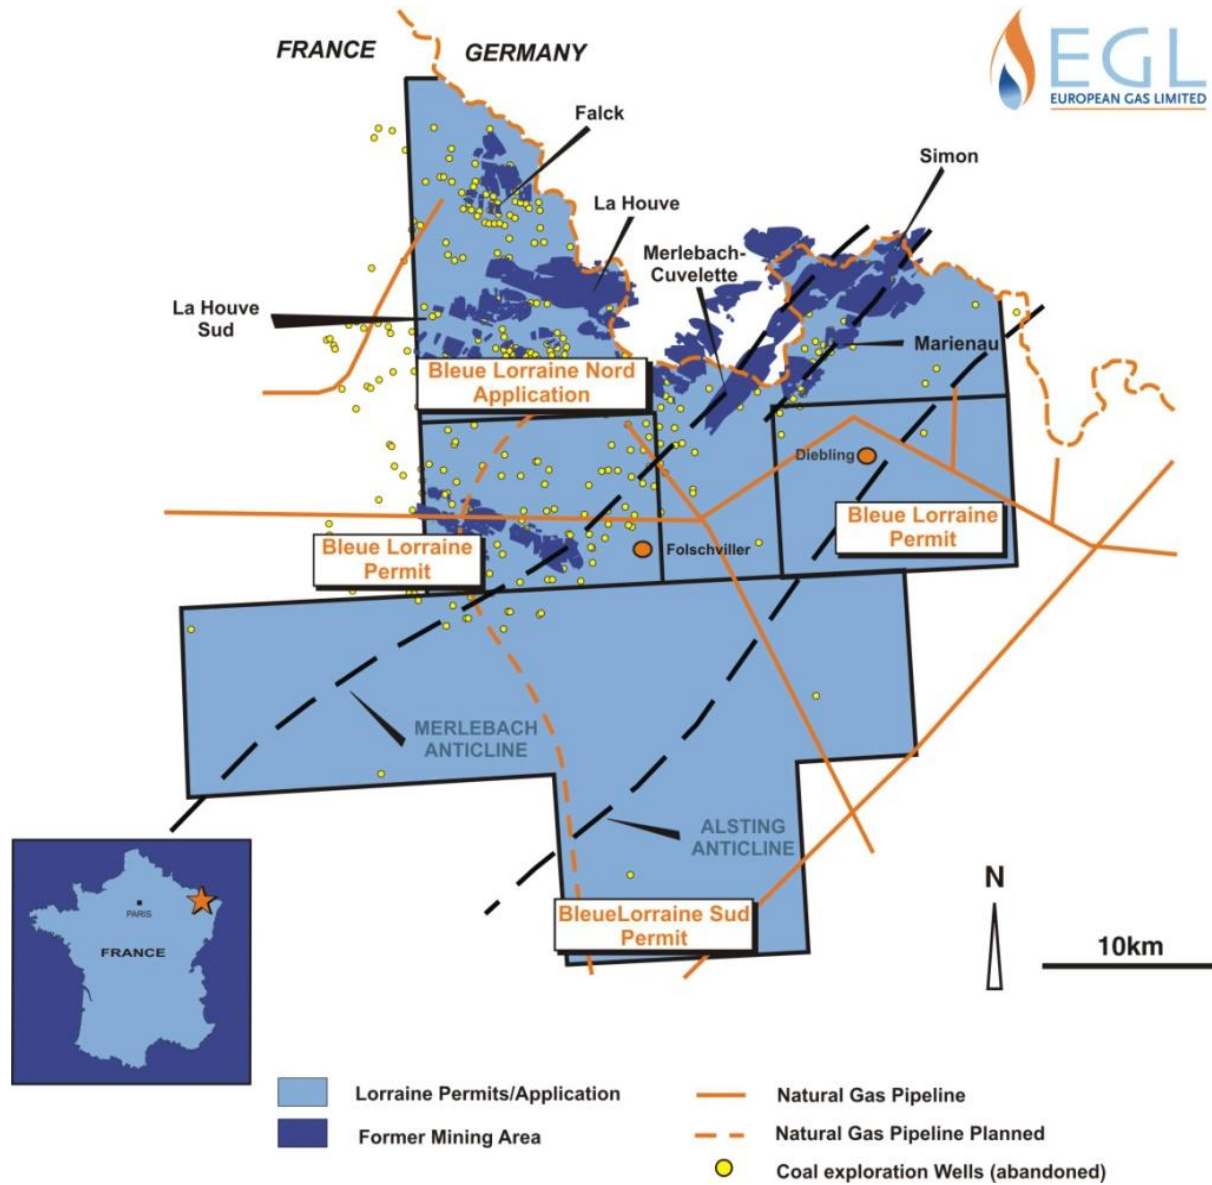 FRANCE
GERMANY
EGL
EUROPEAN GAS LIMITED
Falck
Simon
La Houve
Merlebach-
Cuvelette
La Houve
Sud
Marienau
Bleue Lorraine Nord
Application
Diebling
Bleue Lorraine
Permit
Folschviller
Bleue Lorraine
Permit
MERLEBACH
ANTICLINE
ALSTING
ANTICLINE
BleueLorraine Sud
Permit
N
10km
PARIS
FRANCE
Lorraine Permits/Application
Former Mining Area
Natural Gas Pipeline
Natural Gas Pipeline Planned
Coal exploration Wells (abandoned)